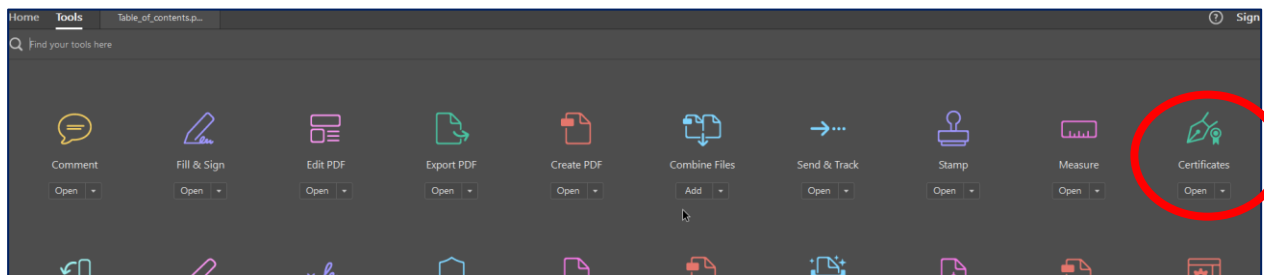 Home Tools Table_of_contents.p... Sign
Find your tools here
Comment Fill & Sign Edit PDF Export PDF Create PDF Combine Files Send & Track Stamp Measure Certificates
Open Open Open Open Open Add Open Open Open Open